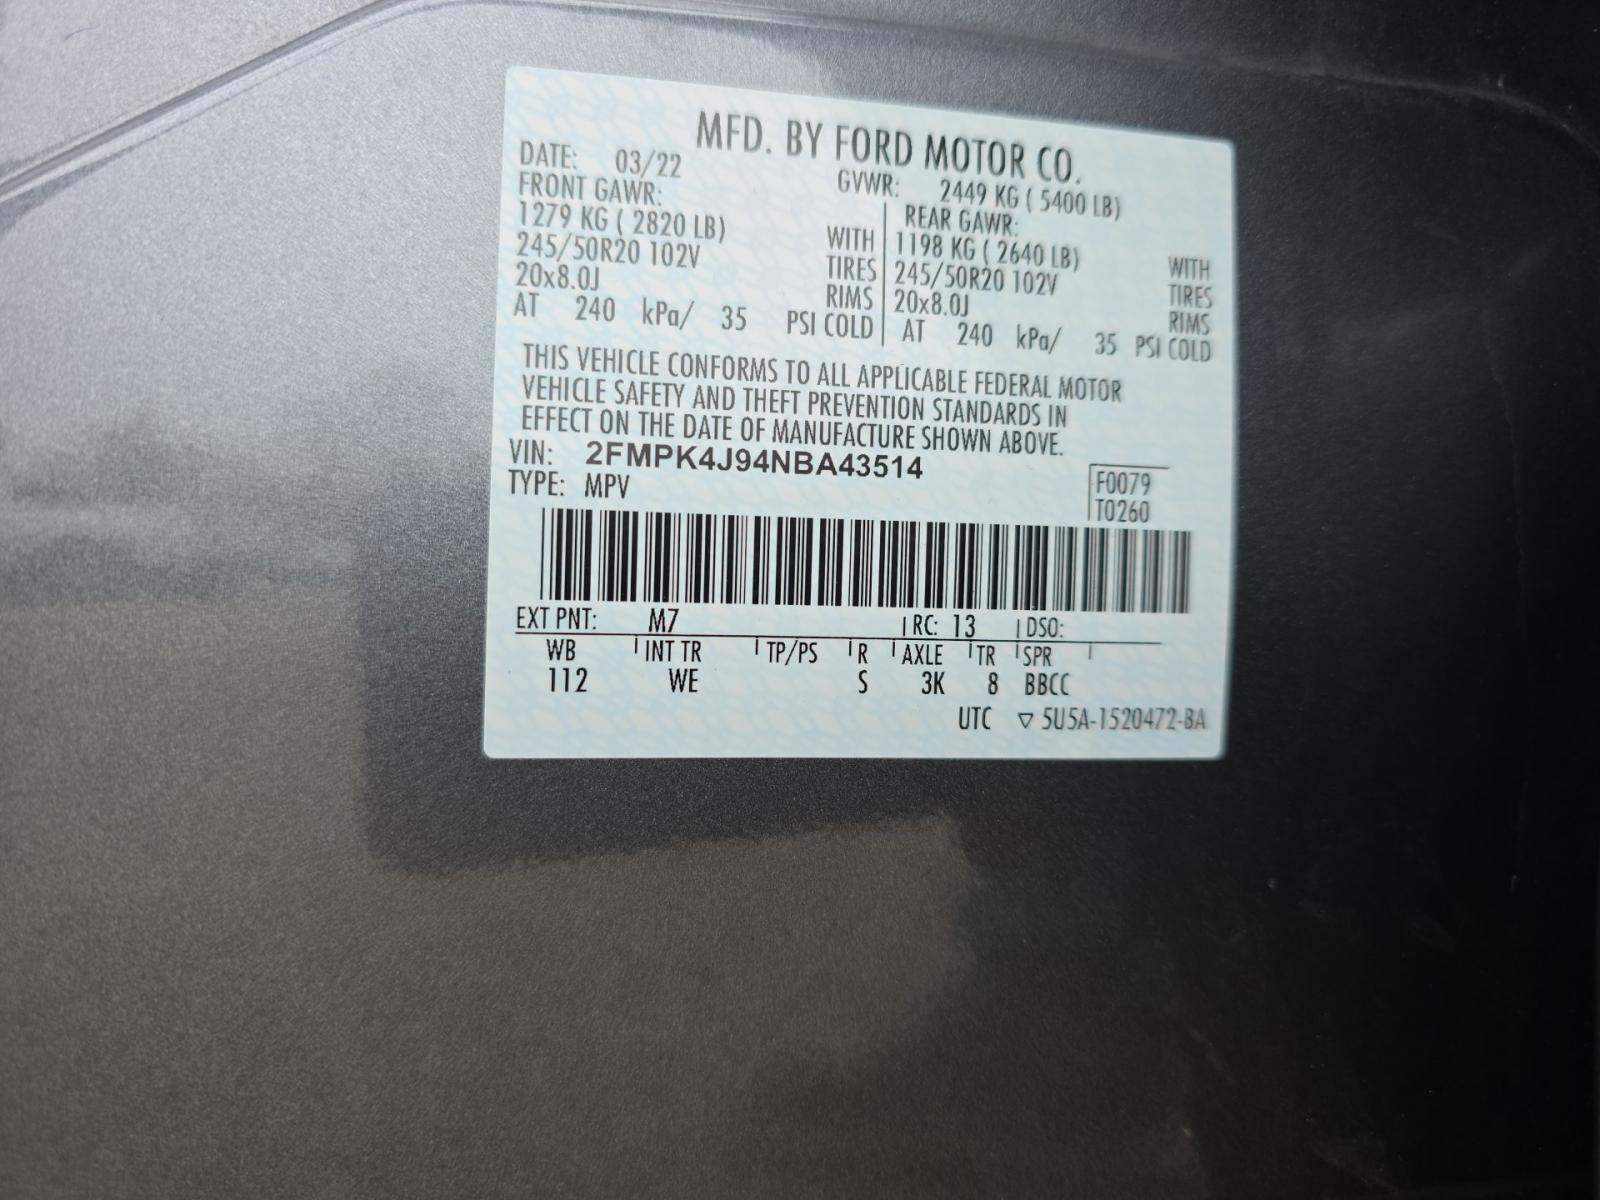 MFD. BY FORD MOTOR CO.
DATE: 03/22 GVWR: 2449 KG ( 5400 LB)
FRONT GAWR: REAR GAWR:
1279 KG ( 2820 LB) WITH 1198 KG ( 2640 LB) WITH
245/50R20 102V TIRES 245/50R20 102V TIRES
20x8.0J RIMS 20x8.0J RIMS
AT 240 kPa/ 35 PSI COLD AT 240 kPa/ 35 PSI COLD
THIS VEHICLE CONFORMS TO ALL APPLICABLE FEDERAL MOTOR
VEHICLE SAFETY AND THEFT PREVENTION STANDARDS IN
EFFECT ON THE DATE OF MANUFACTURE SHOWN ABOVE.
VIN: 2FMPK4J94NBA43514
TYPE: MPV
F0079
T0260
EXT PNT: M7 RC: 13 DSO:
WB INT TR TP/PS R AXLE TR SPR
112 WE S 3K 8 BBCC
UTC ▽ 5U5A-1520472-BA